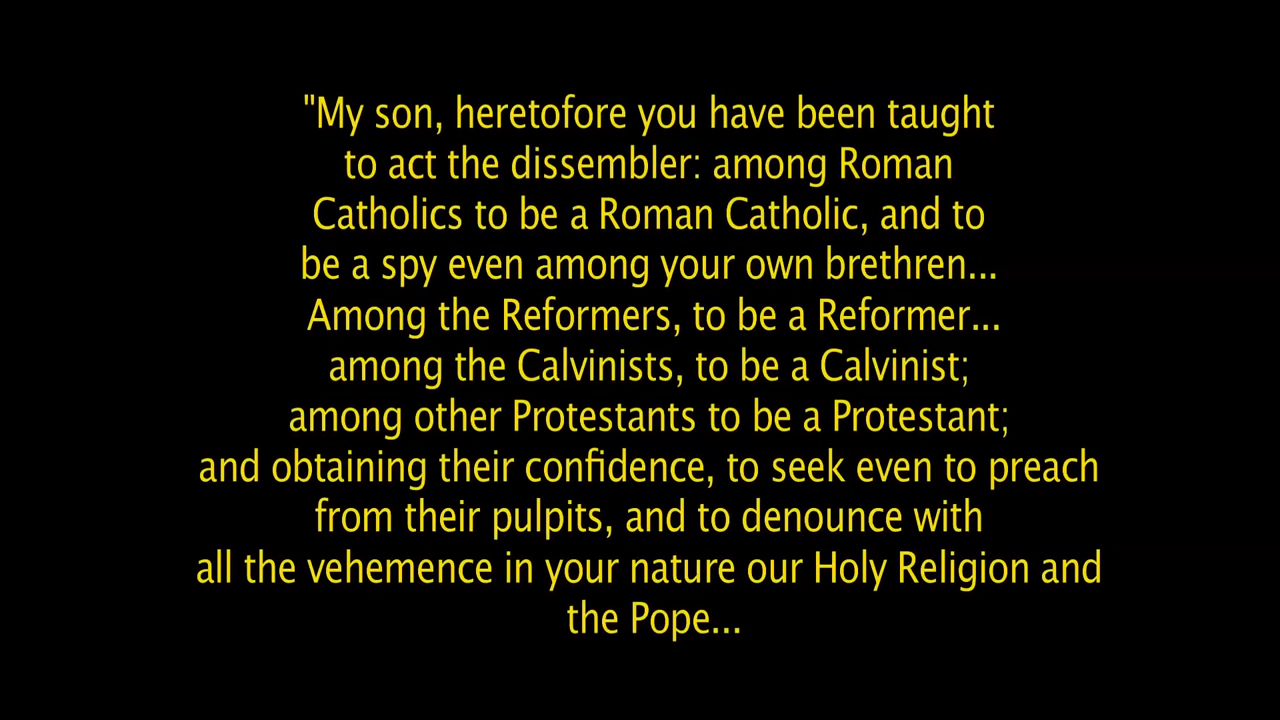 "My son, heretofore you have been taught
to act the dissembler: among Roman
Catholics to be a Roman Catholic, and to
be a spy even among your own brethren...
Among the Reformers, to be a Reformer...
among the Calvinists, to be a Calvinist;
among other Protestants to be a Protestant;
and obtaining their confidence, to seek even to preach
from their pulpits, and to denounce with
all the vehemence in your nature our Holy Religion and
the Pope...